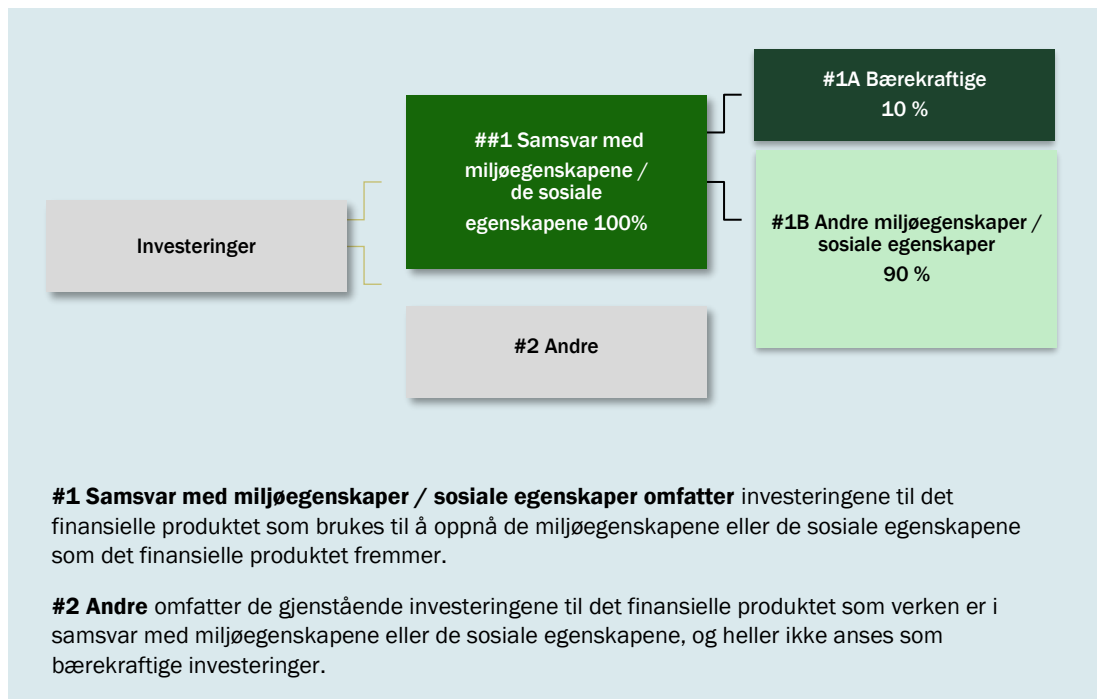 #1A Bærekraftige
10 %
##1 Samsvar med
miljøegenskapene /
de sosiale
egenskapene 100%
#1B Andre miljøegenskaper /
sosiale egenskaper
90 %
Investeringer
#2 Andre
#1 Samsvar med miljøegenskaper / sosiale egenskaper omfatter investeringene til det
finansielle produktet som brukes til å oppnå de miljøegenskapene eller de sosiale egenskapene
som det finansielle produktet fremmer.
#2 Andre omfatter de gjenstående investeringene til det finansielle produktet som verken er i
samsvar med miljøegenskapene eller de sosiale egenskapene, og heller ikke anses som
bærekraftige investeringer.